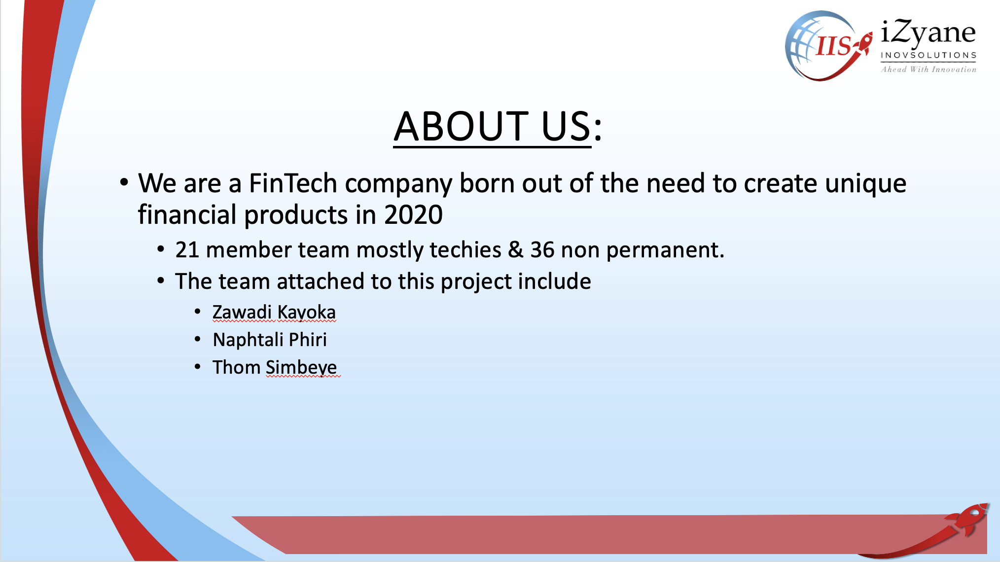 IIS
iZyane
INOVSOLUTIONS
Ahead With Innovation
ABOUT US:
• We are a FinTech company born out of the need to create unique
financial products in 2020
• 21 member team mostly techies & 36 non permanent.
• The team attached to this project include
• Zawadi Kayoka
• Naphtali Phiri
• Thom Simbeye